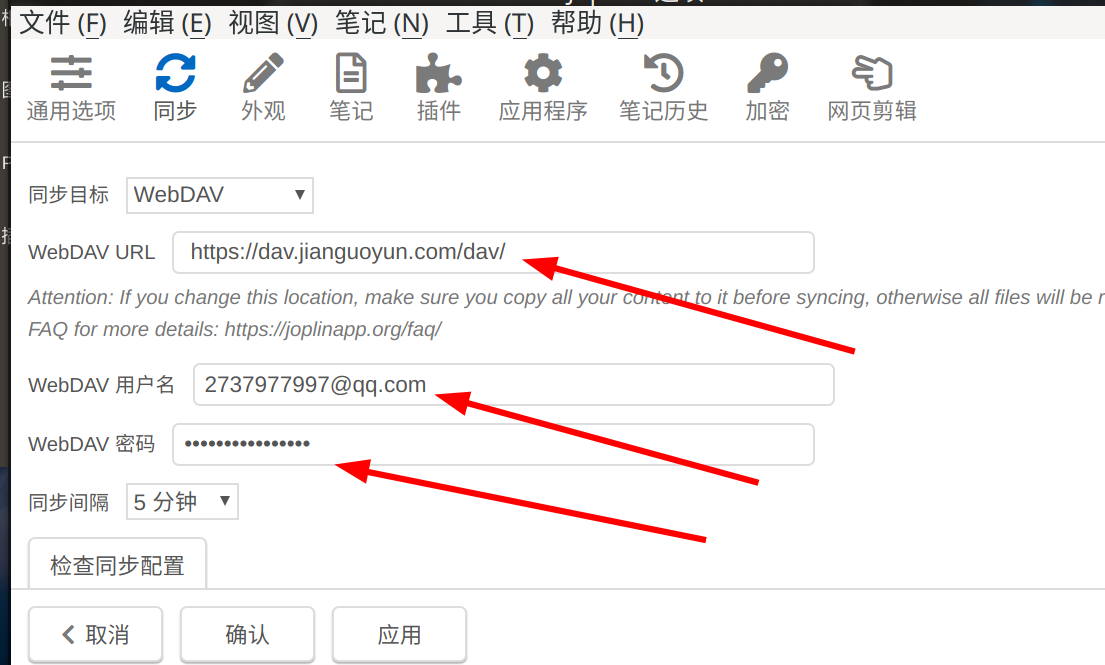 文件 (F) 编辑 (E) 视图 (V) 笔记 (N) 工具 (T) 帮助 (H)
通用选项 同步 外观 笔记 插件 应用程序 笔记历史 加密 网页剪辑
同步目标 WebDAV
WebDAV URL https://dav.jianguoyun.com/dav/
Attention: If you change this location, make sure you copy all your content to it before syncing, otherwise all files will be
FAQ for more details: https://joplinapp.org/faq/
WebDAV 用户名 2737977997@qq.com
WebDAV 密码 ••••••••••••••••
同步间隔 5 分钟
检查同步配置
取消 确认 应用